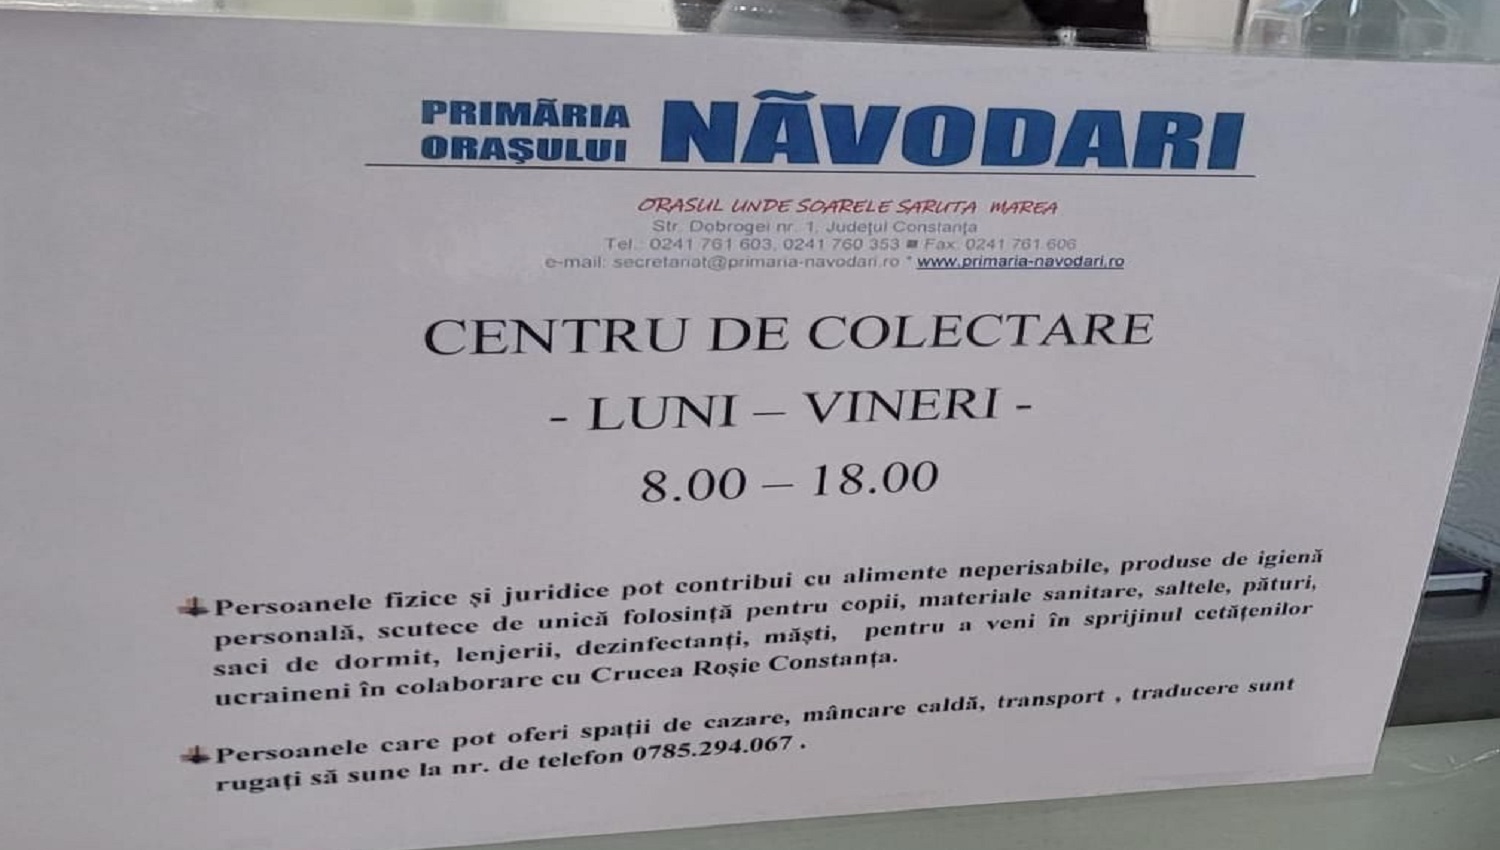 PRIMĂRIA
ORAŞULUI
NĂVODARI
ORASUL UNDE SOARELE SARUTA MAREA
Str. Dobrogei nr. 1, Judeţul Constanţa
Tel.: 0241 761 603, 0241 760 353 ■ Fax: 0241 761 606
e-mail: secretariat@primaria-navodari.ro * www.primaria-navodari.ro
CENTRU DE COLECTARE
- LUNI – VINERI -
8.00 – 18.00
Persoanele fizice şi juridice pot contribui cu alimente neperisabile, produse de igienă
personală, scutece de unică folosinţă pentru copii, materiale sanitare, saltele, pături,
saci de dormit, lenjerii, dezinfectanţi, măşti, pentru a veni în sprijinul cetăţenilor
ucraineni în colaborare cu Crucea Roşie Constanţa.
Persoanele care pot oferi spaţii de cazare, mâncare caldă, transport , traducere sunt
rugaţi să sune la nr. de telefon 0785.294.067 .